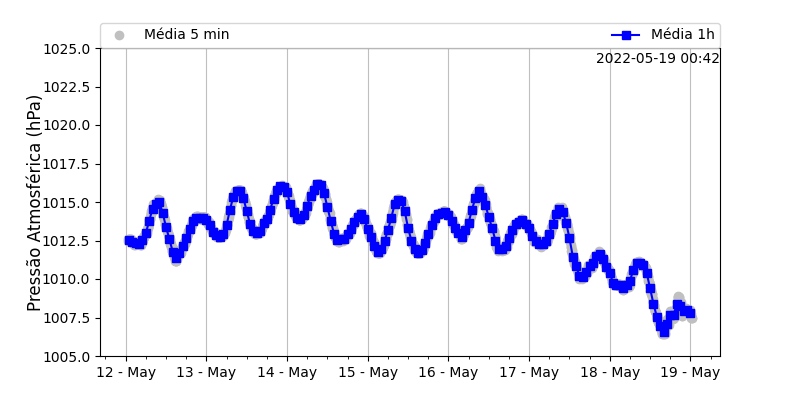 Média 5 min
Média 1h
2022-05-19 00:42
Pressão Atmosférica (hPa)
1025.0
1022.5
1020.0
1017.5
1015.0
1012.5
1010.0
1007.5
1005.0
12 - May
13 - May
14 - May
15 - May
16 - May
17 - May
18 - May
19 - May